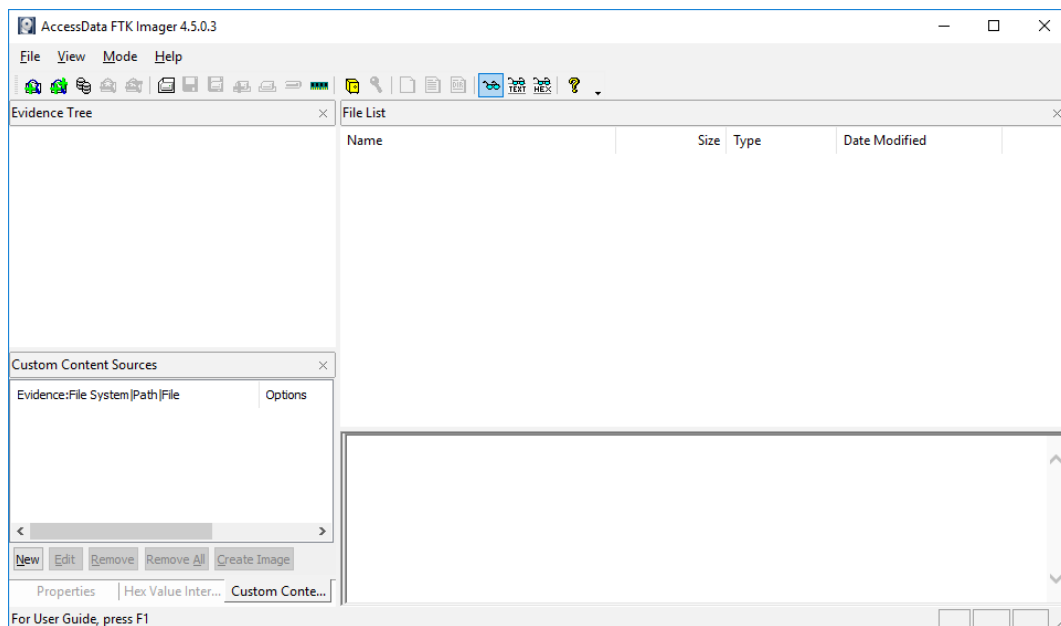 AccessData FTK Imager 4.5.0.3
File View Mode Help
TEXT HEX ?
Evidence Tree
File List
Name Size Type Date Modified
Custom Content Sources
Evidence:File System|Path|File Options
New Edit Remove Remove All Create Image
Properties Hex Value Inter... Custom Conte...
For User Guide, press F1